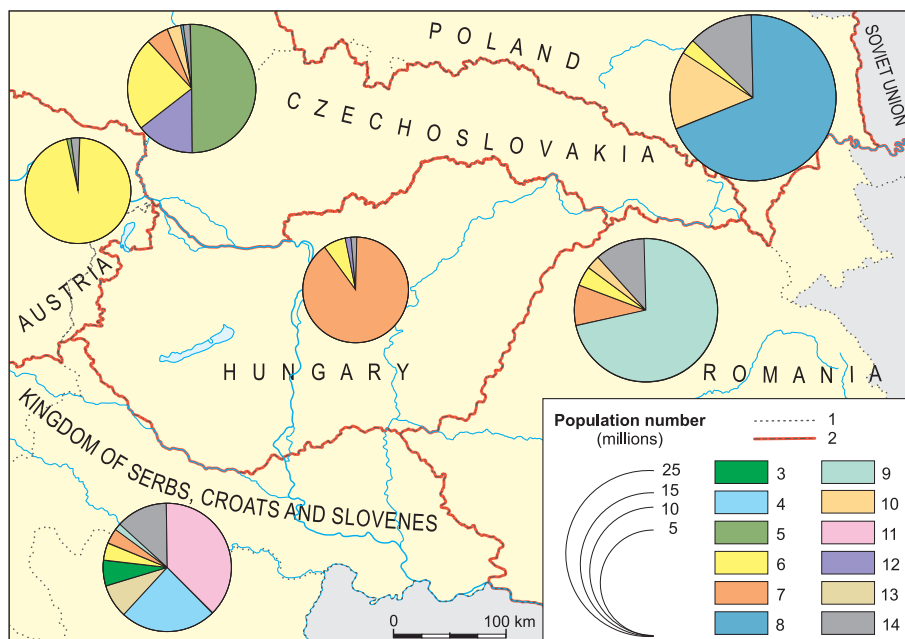 POLAND
SOVIET UNION
CZECHOSLOVAKIA
AUSTRIA
HUNGARY
ROMANIA
KINGDOM OF SERBS, CROATS AND SLOVENES
0 100 km
Population number
(millions)
25
15
10
5
1
2
3
4
5
6
7
8
9
10
11
12
13
14